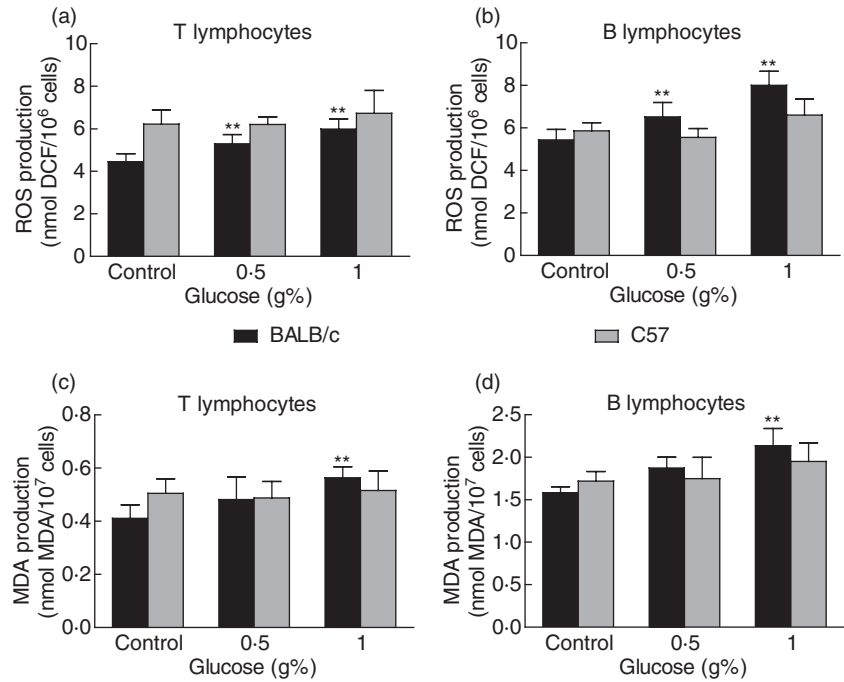 (a)
T lymphocytes
ROS production
(nmol DCF/10⁶ cells)
10
8
6
4
2
0
**
**
Control
0·5
1
Glucose (g%)
(b)
B lymphocytes
ROS production
(nmol DCF/10⁶ cells)
10
8
6
4
2
0
**
**
Control
0·5
1
Glucose (g%)
BALB/c
C57
(c)
T lymphocytes
MDA production
(nmol MDA/10⁷ cells)
0·8
0·6
0·4
0·2
0·0
**
Control
0·5
1
Glucose (g%)
(d)
B lymphocytes
MDA production
(nmol MDA/10⁷ cells)
2·5
2·0
1·5
1·0
0·5
0·0
**
Control
0·5
1
Glucose (g%)